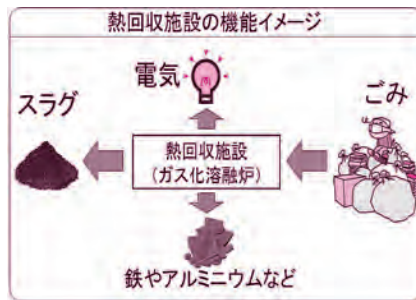 熱回収施設の機能イメージ
電気
スラグ
ごみ
熱回収施設
(ガス化溶融炉)
鉄やアルミニウムなど